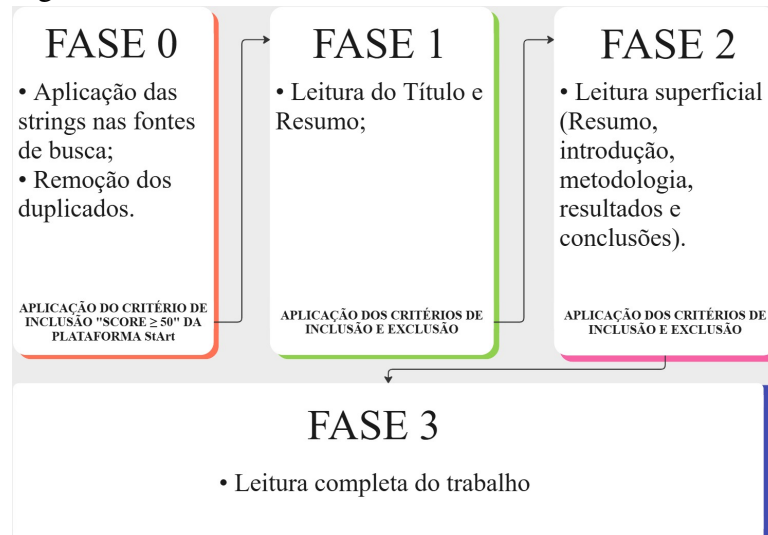 FASE 0
• Aplicação das
strings nas fontes
de busca;
• Remoção dos
duplicados.
APLICAÇÃO DO CRITÉRIO DE
INCLUSÃO "SCORE ≥ 50" DA
PLATAFORMA StArt
FASE 1
• Leitura do Título e
Resumo;
APLICAÇÃO DOS CRITÉRIOS DE
INCLUSÃO E EXCLUSÃO
FASE 2
• Leitura superficial
(Resumo,
introdução,
metodologia,
resultados e
conclusões).
APLICAÇÃO DOS CRITÉRIOS DE
INCLUSÃO E EXCLUSÃO
FASE 3
• Leitura completa do trabalho